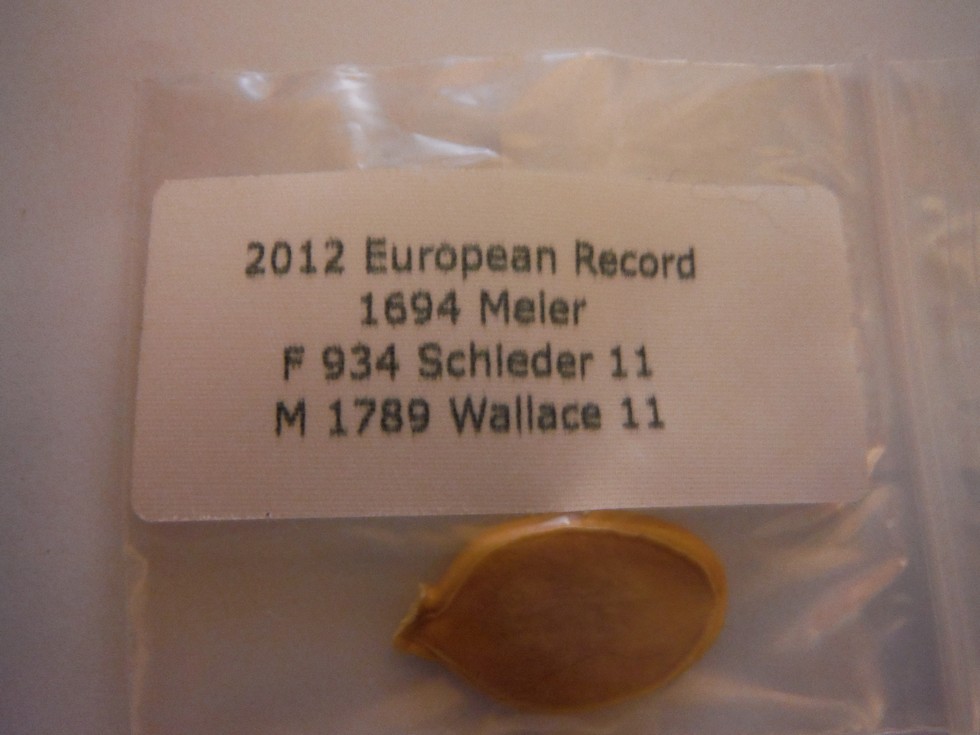 2012 European Record
1694 Meier
F 934 Schieder 11
M 1789 Wallace 11